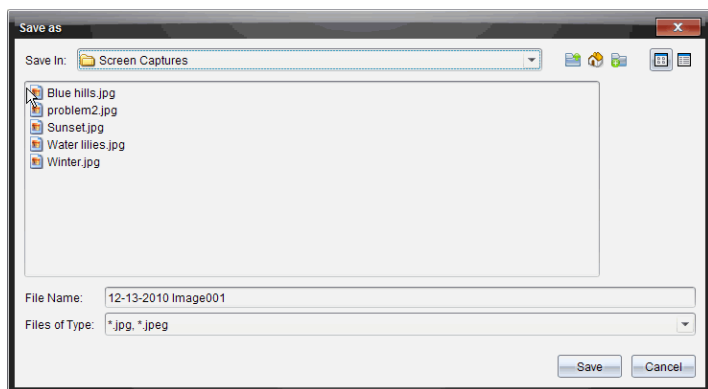 Save as
Save In: Screen Captures
Blue hills.jpg
problem2.jpg
Sunset.jpg
Water lilies.jpg
Winter.jpg
File Name: 12-13-2010 Image001
Files of Type: *.jpg, *.jpeg
Save Cancel